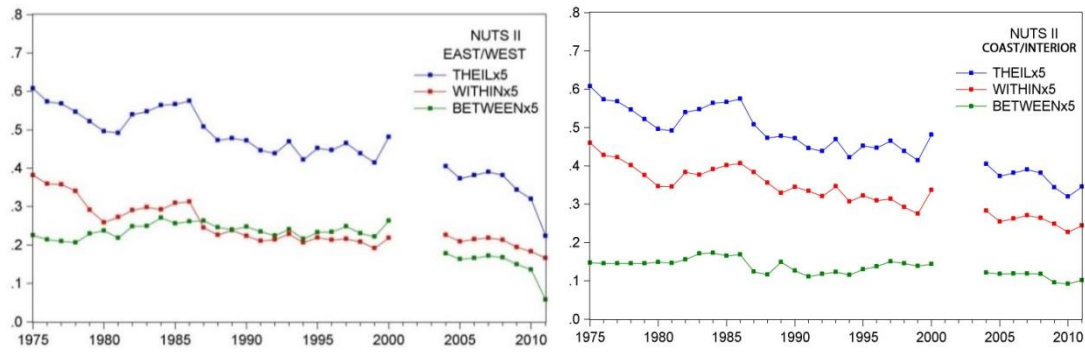 .8
.7
.6
.5
.4
.3
.2
.1
.0
NUTS II
EAST/WEST
THEILx5
WITHINx5
BETWEENx5
1975 1980 1985 1990 1995 2000 2005 2010
.8
.7
.6
.5
.4
.3
.2
.1
.0
NUTS II
COAST/INTERIOR
THEILx5
WITHINx5
BETWEENx5
1975 1980 1985 1990 1995 2000 2005 2010